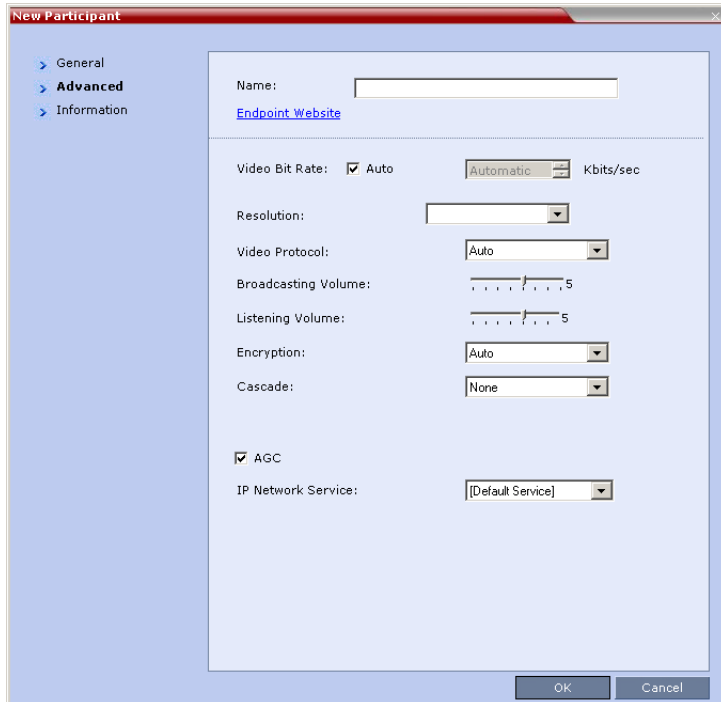 New Participant
General
Advanced
Information
Name:
Endpoint Website
Video Bit Rate: Auto Automatic Kbits/sec
Resolution:
Video Protocol: Auto
Broadcasting Volume: 5
Listening Volume: 5
Encryption: Auto
Cascade: None
AGC
IP Network Service: [Default Service]
OK Cancel